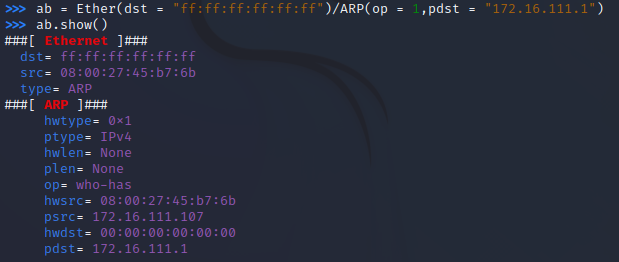 >>> ab = Ether(dst = "ff:ff:ff:ff:ff:ff")/ARP(op = 1,pdst = "172.16.111.1")
>>> ab.show()
###[ Ethernet ]###
  dst= ff:ff:ff:ff:ff:ff
  src= 08:00:27:45:b7:6b
  type= ARP
###[ ARP ]###
     hwtype= 0×1
     ptype= IPv4
     hwlen= None
     plen= None
     op= who-has
     hwsrc= 08:00:27:45:b7:6b
     psrc= 172.16.111.107
     hwdst= 00:00:00:00:00:00
     pdst= 172.16.111.1